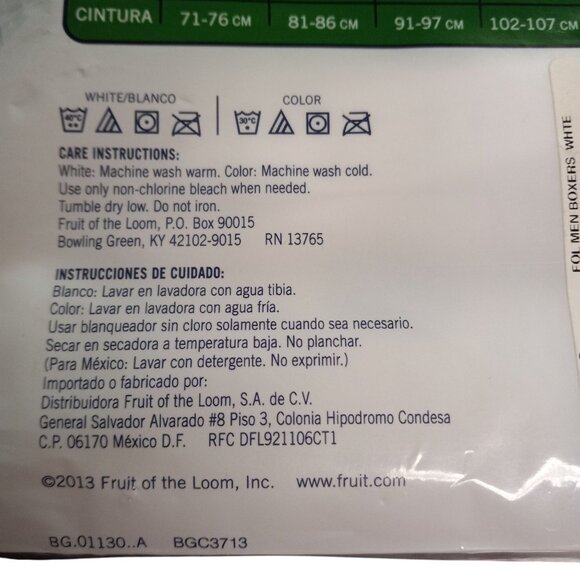 CINTURA 71-76 CM 81-86 CM 91-97 CM 102-107 CM
WHITE/BLANCO COLOR
40°C 30°C
CARE INSTRUCTIONS:
White: Machine wash warm. Color: Machine wash cold.
Use only non-chlorine bleach when needed.
Tumble dry low. Do not iron.
Fruit of the Loom, P.O. Box 90015
Bowling Green, KY 42102-9015 RN 13765
INSTRUCCIONES DE CUIDADO:
Blanco: Lavar en lavadora con agua tibia.
Color: Lavar en lavadora con agua fría.
Usar blanqueador sin cloro solamente cuando sea necesario.
Secar en secadora a temperatura baja. No planchar.
(Para México: Lavar con detergente. No exprimir.)
Importado o fabricado por:
Distribuidora Fruit of the Loom, S.A. de C.V.
General Salvador Alvarado #8 Piso 3, Colonia Hipodromo Condesa
C.P. 06170 México D.F. RFC DFL921106CT1
©2013 Fruit of the Loom, Inc. www.fruit.com
BG.01130..A BGC3713
FOL MEN BOXERS WHTE